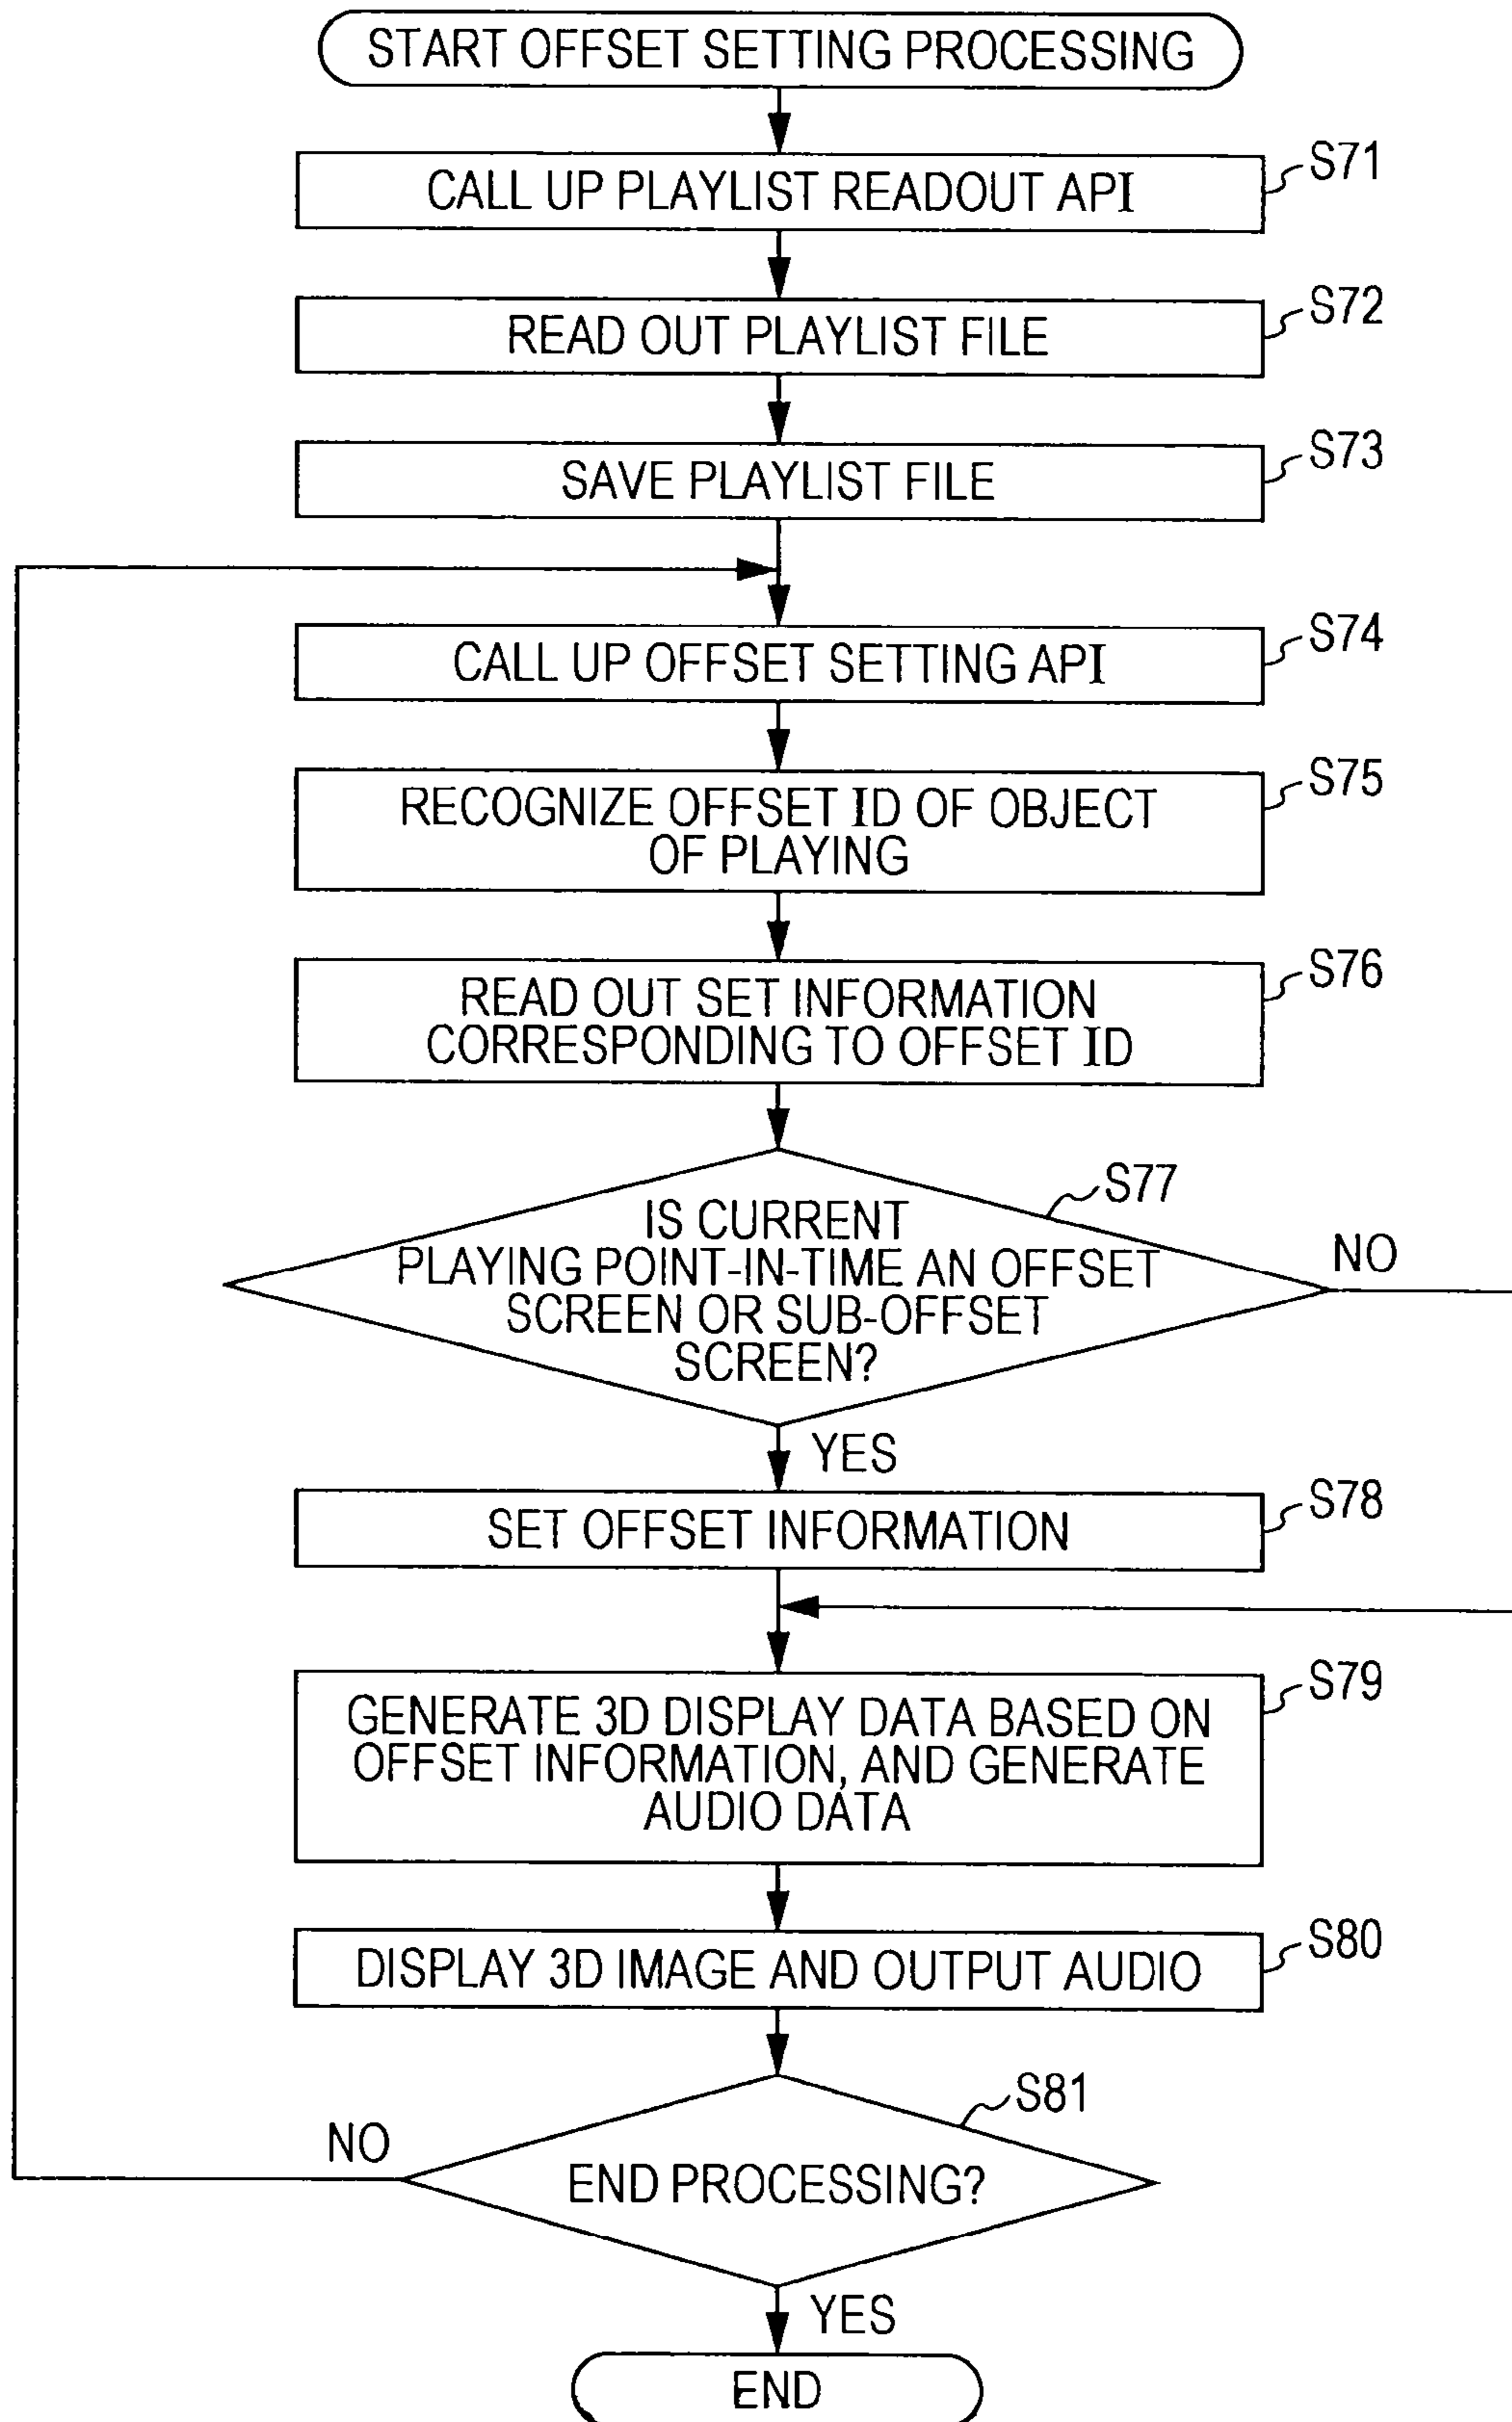 START OFFSET SETTING PROCESSING
S71
CALL UP PLAYLIST READOUT API
S72
READ OUT PLAYLIST FILE
S73
SAVE PLAYLIST FILE
S74
CALL UP OFFSET SETTING API
S75
RECOGNIZE OFFSET ID OF OBJECT
OF PLAYING
S76
READ OUT SET INFORMATION
CORRESPONDING TO OFFSET ID
S77
IS CURRENT
PLAYING POINT-IN-TIME AN OFFSET
SCREEN OR SUB-OFFSET
SCREEN?
NO
YES
S78
SET OFFSET INFORMATION
S79
GENERATE 3D DISPLAY DATA BASED ON
OFFSET INFORMATION, AND GENERATE
AUDIO DATA
S80
DISPLAY 3D IMAGE AND OUTPUT AUDIO
S81
NO
END PROCESSING?
YES
END